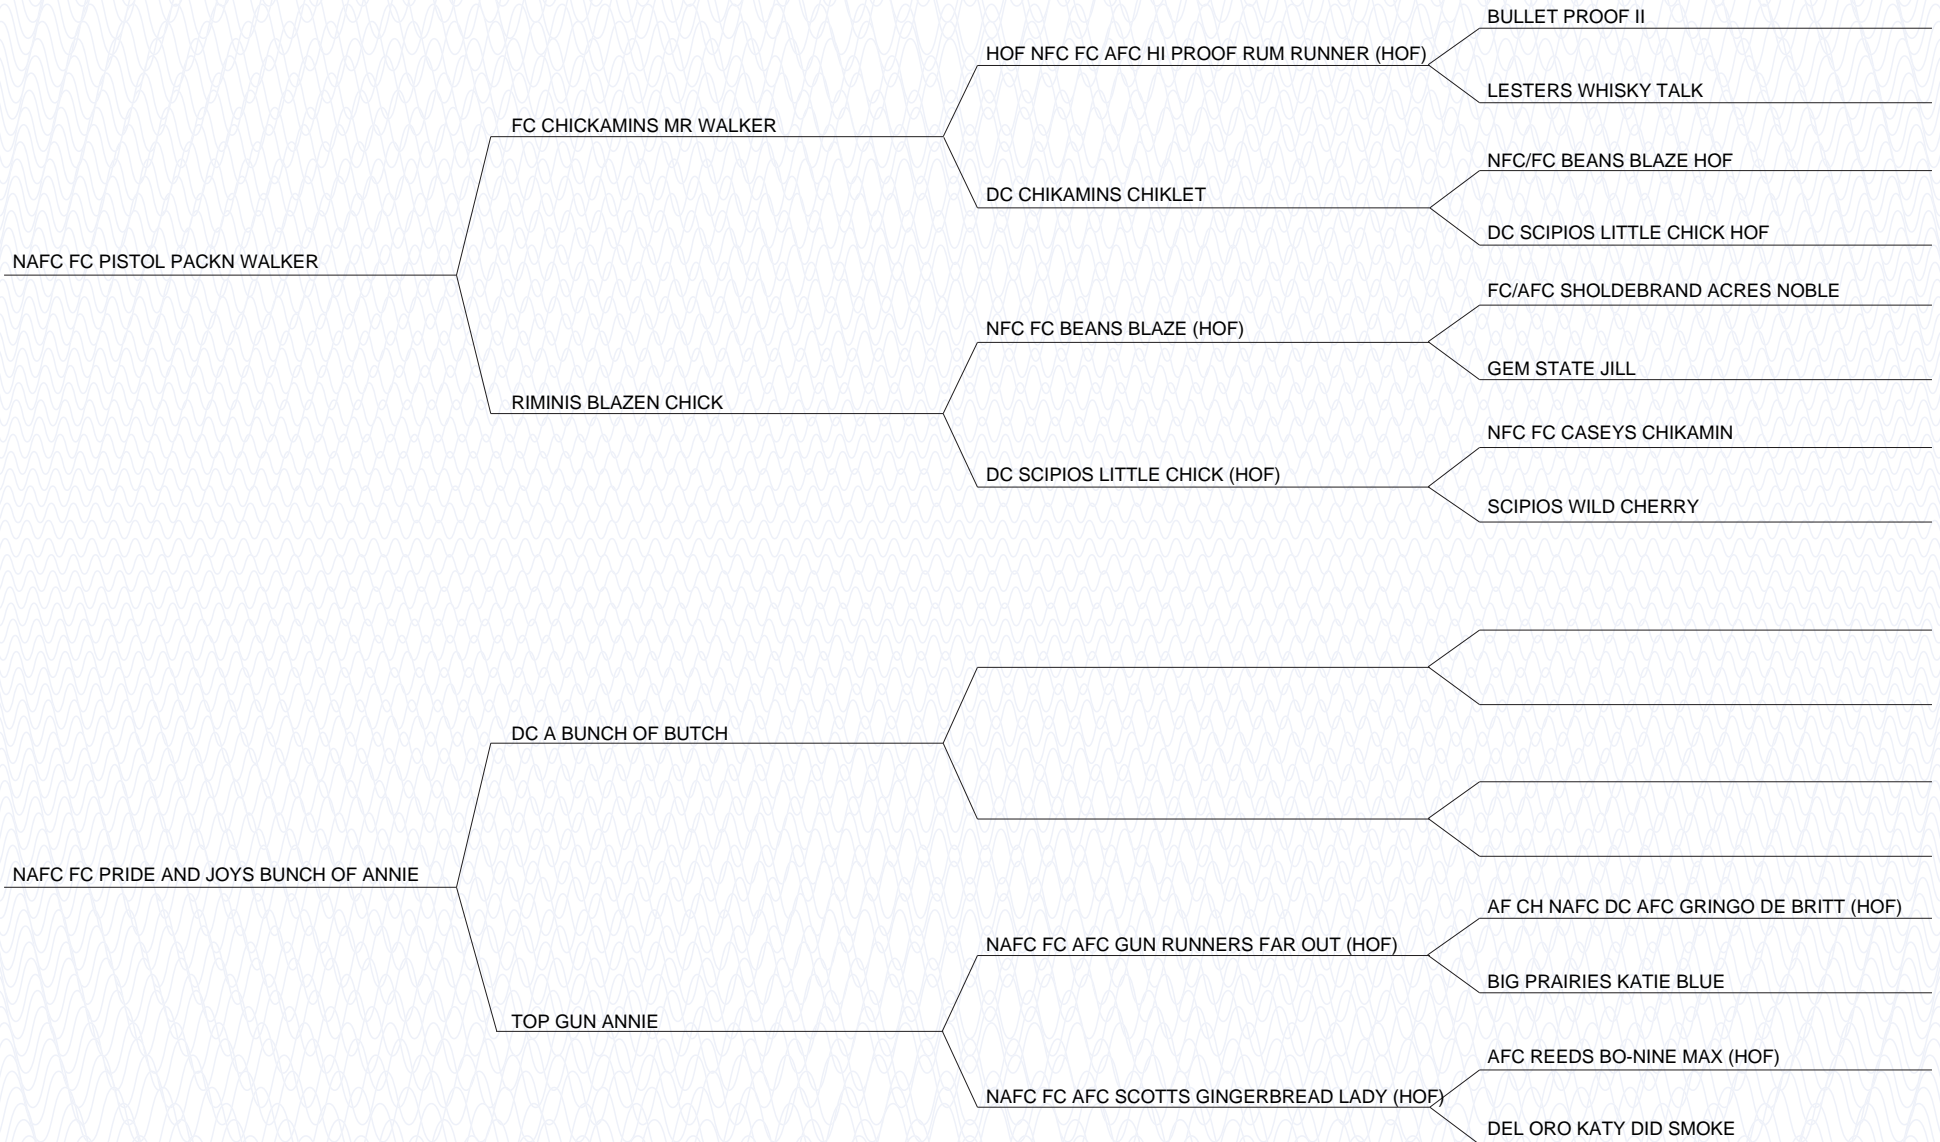 BULLET PROOF II
HOF NFC FC AFC HI PROOF RUM RUNNER (HOF)
LESTERS WHISKY TALK
FC CHICKAMINS MR WALKER
NFC/FC BEANS BLAZE HOF
DC CHIKAMINS CHIKLET
DC SCIPIOS LITTLE CHICK HOF
NAFC FC PISTOL PACKN WALKER
FC/AFC SHOLDEBRAND ACRES NOBLE
NFC FC BEANS BLAZE (HOF)
GEM STATE JILL
RIMINIS BLAZEN CHICK
NFC FC CASEYS CHIKAMIN
DC SCIPIOS LITTLE CHICK (HOF)
SCIPIOS WILD CHERRY
DC A BUNCH OF BUTCH
NAFC FC PRIDE AND JOYS BUNCH OF ANNIE
AF CH NAFC DC AFC GRINGO DE BRITT (HOF)
NAFC FC AFC GUN RUNNERS FAR OUT (HOF)
BIG PRAIRIES KATIE BLUE
TOP GUN ANNIE
AFC REEDS BO-NINE MAX (HOF)
NAFC FC AFC SCOTTS GINGERBREAD LADY (HOF)
DEL ORO KATY DID SMOKE